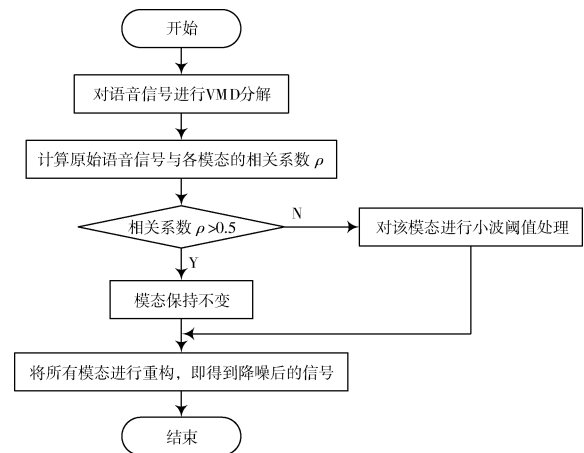 开始
对语音信号进行VMD分解
计算原始语音信号与各模态的相关系数 ρ
相关系数 ρ>0.5
N
对该模态进行小波阈值处理
Y
模态保持不变
将所有模态进行重构，即得到降噪后的信号
结束